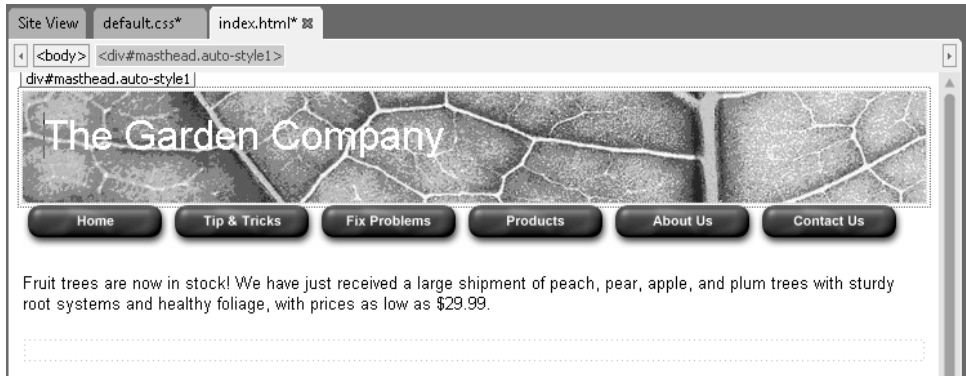 Site View default.css* index.html*
<body> <div#masthead.auto-style1>
div#masthead.auto-style1
The Garden Company
Home Tip & Tricks Fix Problems Products About Us Contact Us
Fruit trees are now in stock! We have just received a large shipment of peach, pear, apple, and plum trees with sturdy
root systems and healthy foliage, with prices as low as $29.99.